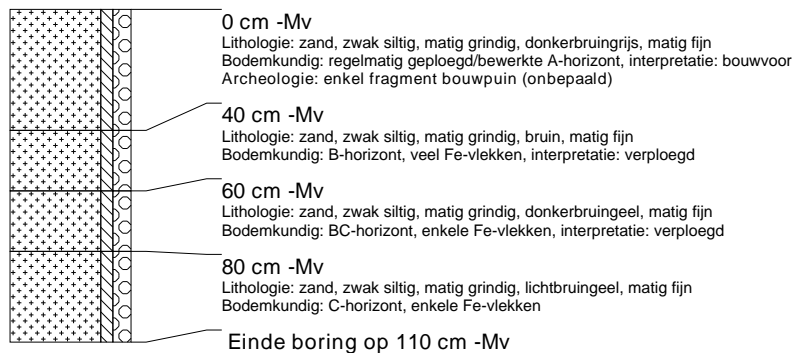 0 cm -Mv
Lithologie: zand, zwak siltig, matig grindig, donkerbruingrijs, matig fijn
Bodemkundig: regelmatig geploegd/bewerkte A-horizont, interpretatie: bouwvoor
Archeologie: enkel fragment bouwpuin (onbepaald)
40 cm -Mv
Lithologie: zand, zwak siltig, matig grindig, bruin, matig fijn
Bodemkundig: B-horizont, veel Fe-vlekken, interpretatie: verploegd
60 cm -Mv
Lithologie: zand, zwak siltig, matig grindig, donkerbruingeel, matig fijn
Bodemkundig: BC-horizont, enkele Fe-vlekken, interpretatie: verploegd
80 cm -Mv
Lithologie: zand, zwak siltig, matig grindig, lichtbruingeel, matig fijn
Bodemkundig: C-horizont, enkele Fe-vlekken
Einde boring op 110 cm -Mv